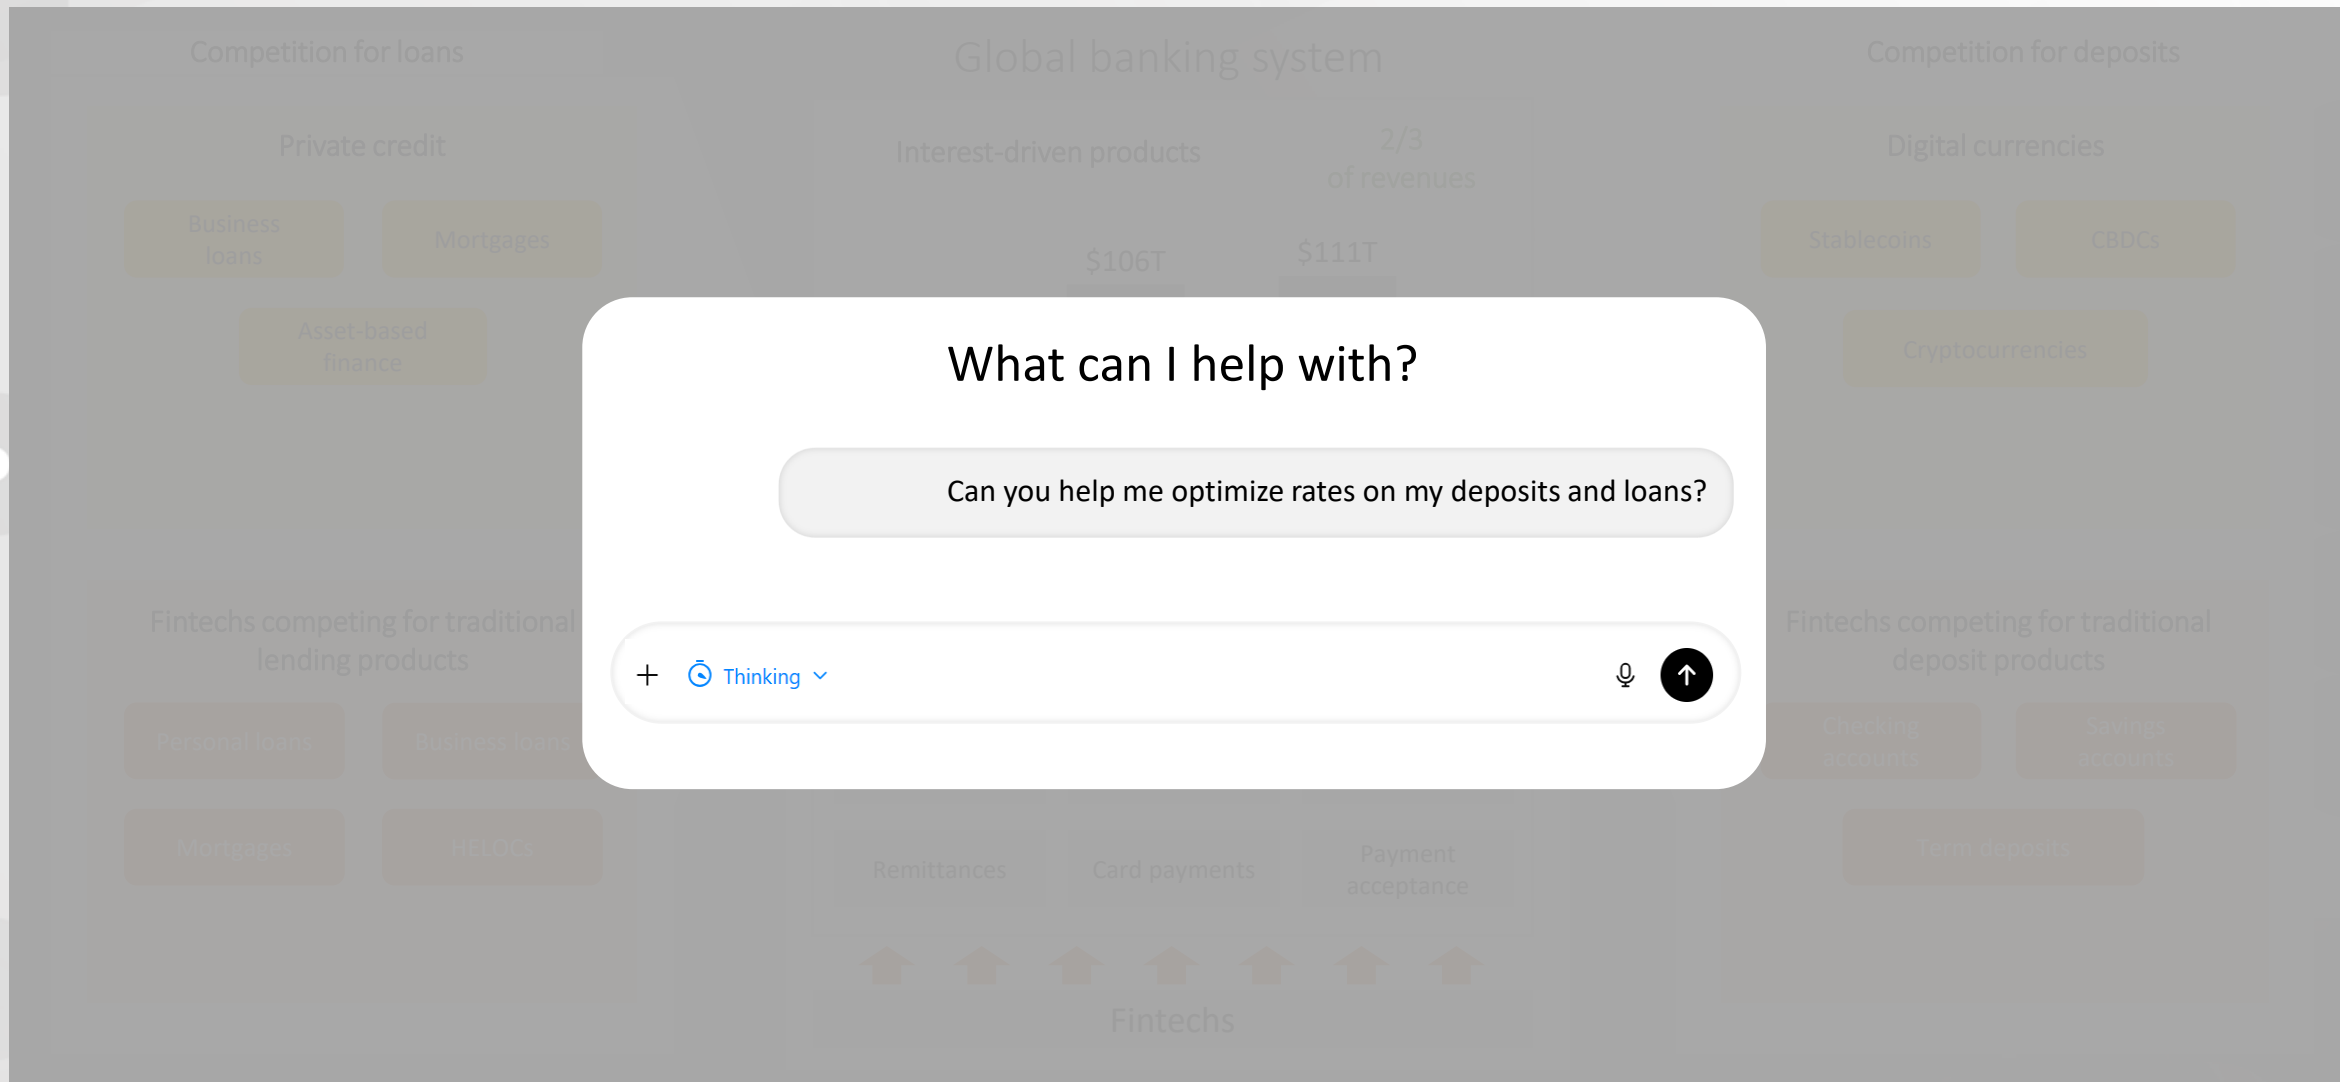 Competition for loans
Global banking system
Competition for deposits
Private credit
Interest-driven products
2/3
of revenues
Digital currencies
Business
loans
Mortgages
Asset-based
finance
$106T
$111T
Stablecoins
CBDCs
Cryptocurrencies
What can I help with?
Can you help me optimize rates on my deposits and loans?
Thinking
Fintechs competing for traditional
lending products
Personal loans
Business loans
Mortgages
HELOCs
Remittances
Card payments
Payment
acceptance
Fintechs
Fintechs competing for traditional
deposit products
Checking
accounts
Savings
accounts
Term deposits